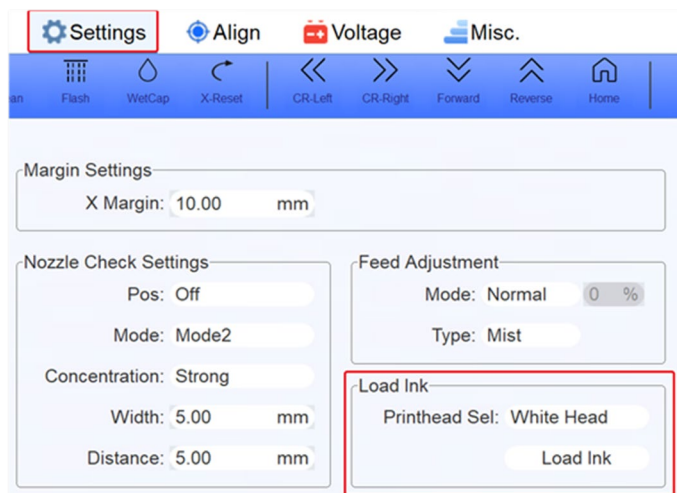 Settings Align Voltage Misc.
an Flash WetCap X-Reset CR-Left CR-Right Forward Reverse Home
Margin Settings
X Margin: 10.00 mm
Nozzle Check Settings
Pos: Off
Mode: Mode2
Concentration: Strong
Width: 5.00 mm
Distance: 5.00 mm
Feed Adjustment
Mode: Normal 0 %
Type: Mist
Load Ink
Printhead Sel: White Head
Load Ink